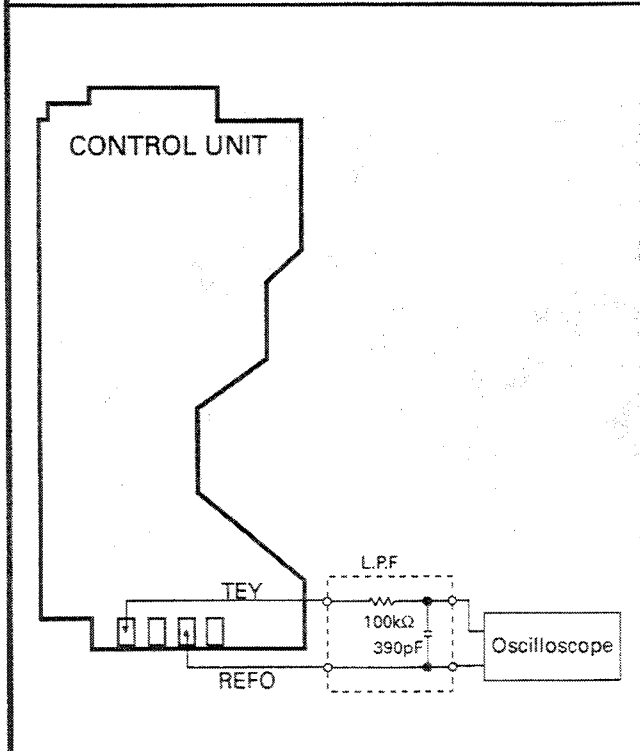 CONTROL UNIT
L.P.F
TEY
100kΩ
390pF
Oscilloscope
REFO